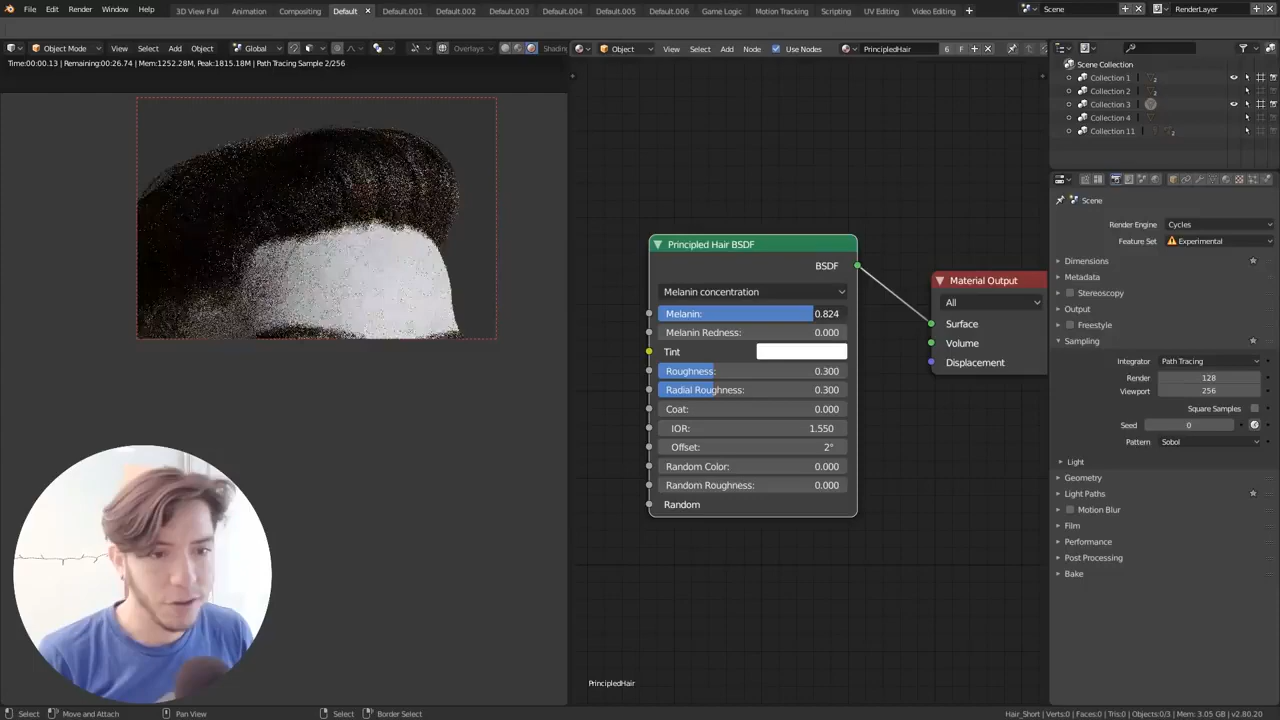 File Edit Render Window Help 3D View Full Animation Compositing Default Default.001 Default.002 Default.003 Default.004 Default.005 Default.006 Game Logic Motion Tracking Scripting UV Editing Video Editing Scene RenderLayer
Object Mode View Select Add Object Global Overlays Shading Object View Select Add Node Use Nodes PrincipledHair 6 F
Time:00:00.13 | Remaining:00:26.74 | Mem:1252.28M, Peak:1815.18M | Path Tracing Sample 2/256
Scene Collection
Collection 1
Collection 2
Collection 3
Collection 4
Collection 11
Scene
Render Engine Cycles
Feature Set Experimental
Dimensions
Metadata
Stereoscopy
Output
Freestyle
Sampling
Integrator Path Tracing
Render 128
Viewport 256
Square Samples
Seed 0
Pattern Sobol
Light
Geometry
Light Paths
Motion Blur
Film
Performance
Post Processing
Bake
Principled Hair BSDF
BSDF
Melanin concentration
Melanin: 0.824
Melanin Redness: 0.000
Tint
Roughness: 0.300
Radial Roughness: 0.300
Coat: 0.000
IOR: 1.550
Offset: 2°
Random Color: 0.000
Random Roughness: 0.000
Random
Material Output
All
Surface
Volume
Displacement
PrincipledHair
Select Move and Attach Pan View Select Border Select Hair_Short | Verts:0 | Faces:0 | Tris:0 | Objects:0/3 | Mem: 3.05 GB | v2.80.20